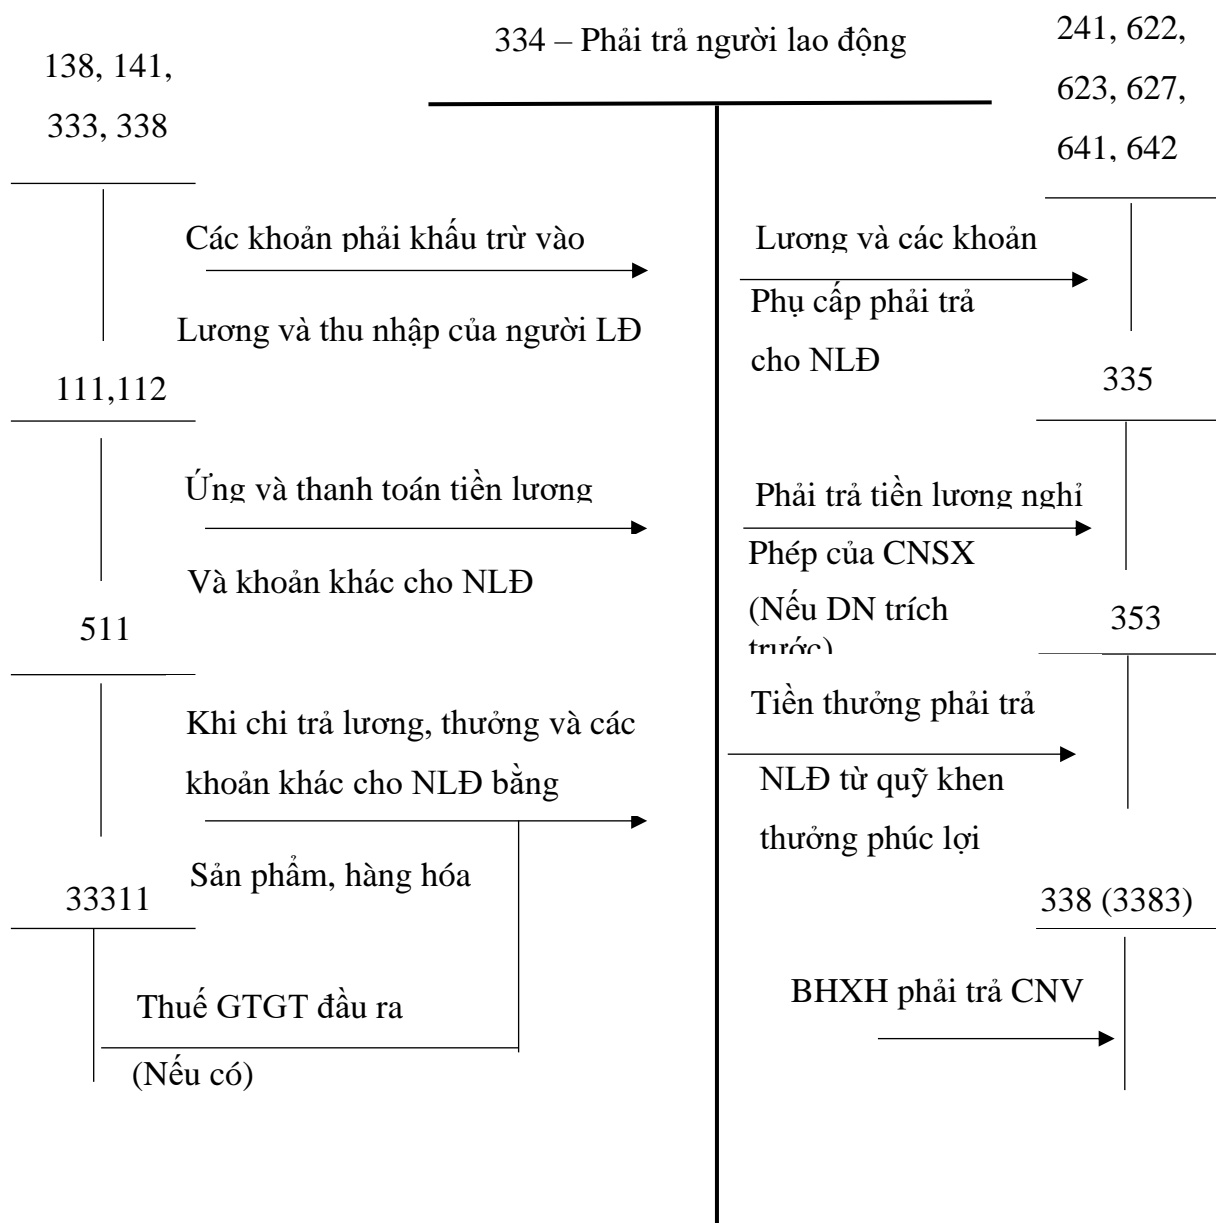 334 – Phải trả người lao động
138, 141,
333, 338
Các khoản phải khấu trừ vào
Lương và thu nhập của người LĐ
111,112
Ứng và thanh toán tiền lương
Và khoản khác cho NLĐ
511
Khi chi trả lương, thưởng và các
khoản khác cho NLĐ bằng
Sản phẩm, hàng hóa
33311
Thuế GTGT đầu ra
(Nếu có)
241, 622,
623, 627,
641, 642
Lương và các khoản
Phụ cấp phải trả
cho NLĐ
335
Phải trả tiền lương nghỉ
Phép của CNSX
(Nếu DN trích
trước)
353
Tiền thưởng phải trả
NLĐ từ quỹ khen
thưởng phúc lợi
338 (3383)
BHXH phải trả CNV